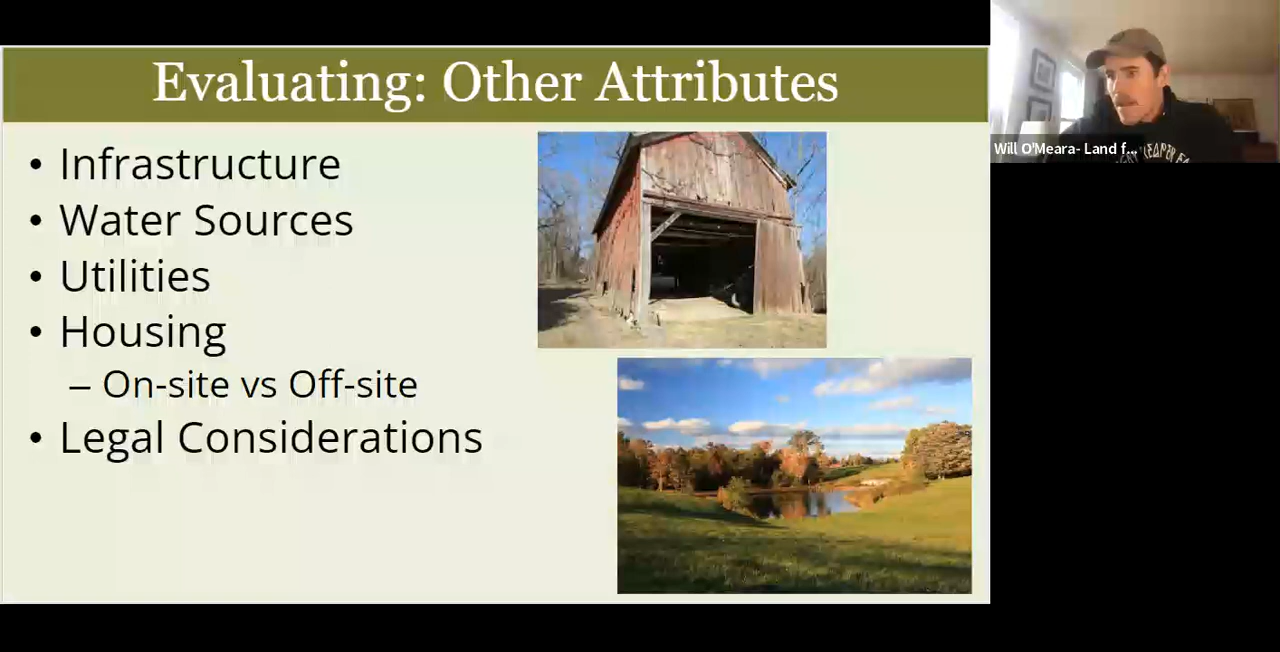 Evaluating: Other Attributes
• Infrastructure
• Water Sources
• Utilities
• Housing
– On-site vs Off-site
• Legal Considerations
Will O'Meara- Land f...